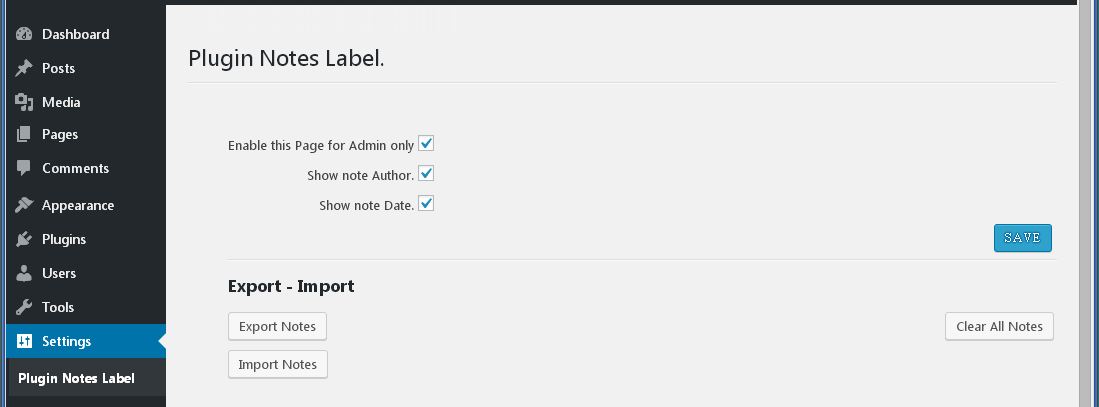 Dashboard
Posts
Media
Pages
Comments
Appearance
Plugins
Users
Tools
Settings
Plugin Notes Label
Plugin Notes Label.
Enable this Page for Admin only
Show note Author.
Show note Date.
SAVE
Export - Import
Export Notes
Clear All Notes
Import Notes